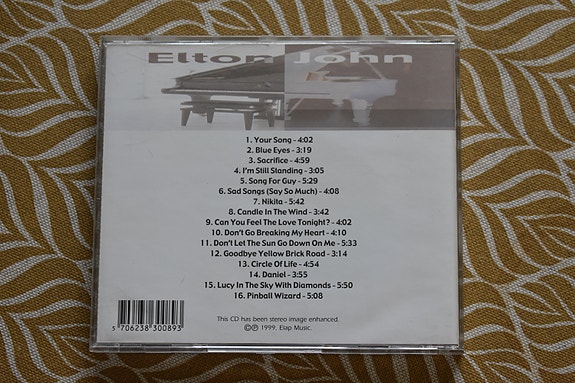 Elton John
1. Your Song - 4:02
2. Blue Eyes - 3:19
3. Sacrifice - 4:59
4. I'm Still Standing - 3:05
5. Song For Guy - 5:29
6. Sad Songs (Say So Much) - 4:08
7. Nikita - 5:42
8. Candle In The Wind - 3:42
9. Can You Feel The Love Tonight? - 4:02
10. Don't Go Breaking My Heart - 4:10
11. Don't Let The Sun Go Down On Me - 5:33
12. Goodbye Yellow Brick Road - 3:14
13. Circle Of Life - 4:54
14. Daniel - 3:55
15. Lucy In The Sky With Diamonds - 5:50
16. Pinball Wizard - 5:08
This CD has been stereo image enhanced.
©℗ 1999. Elap Music.
5 706238 300893